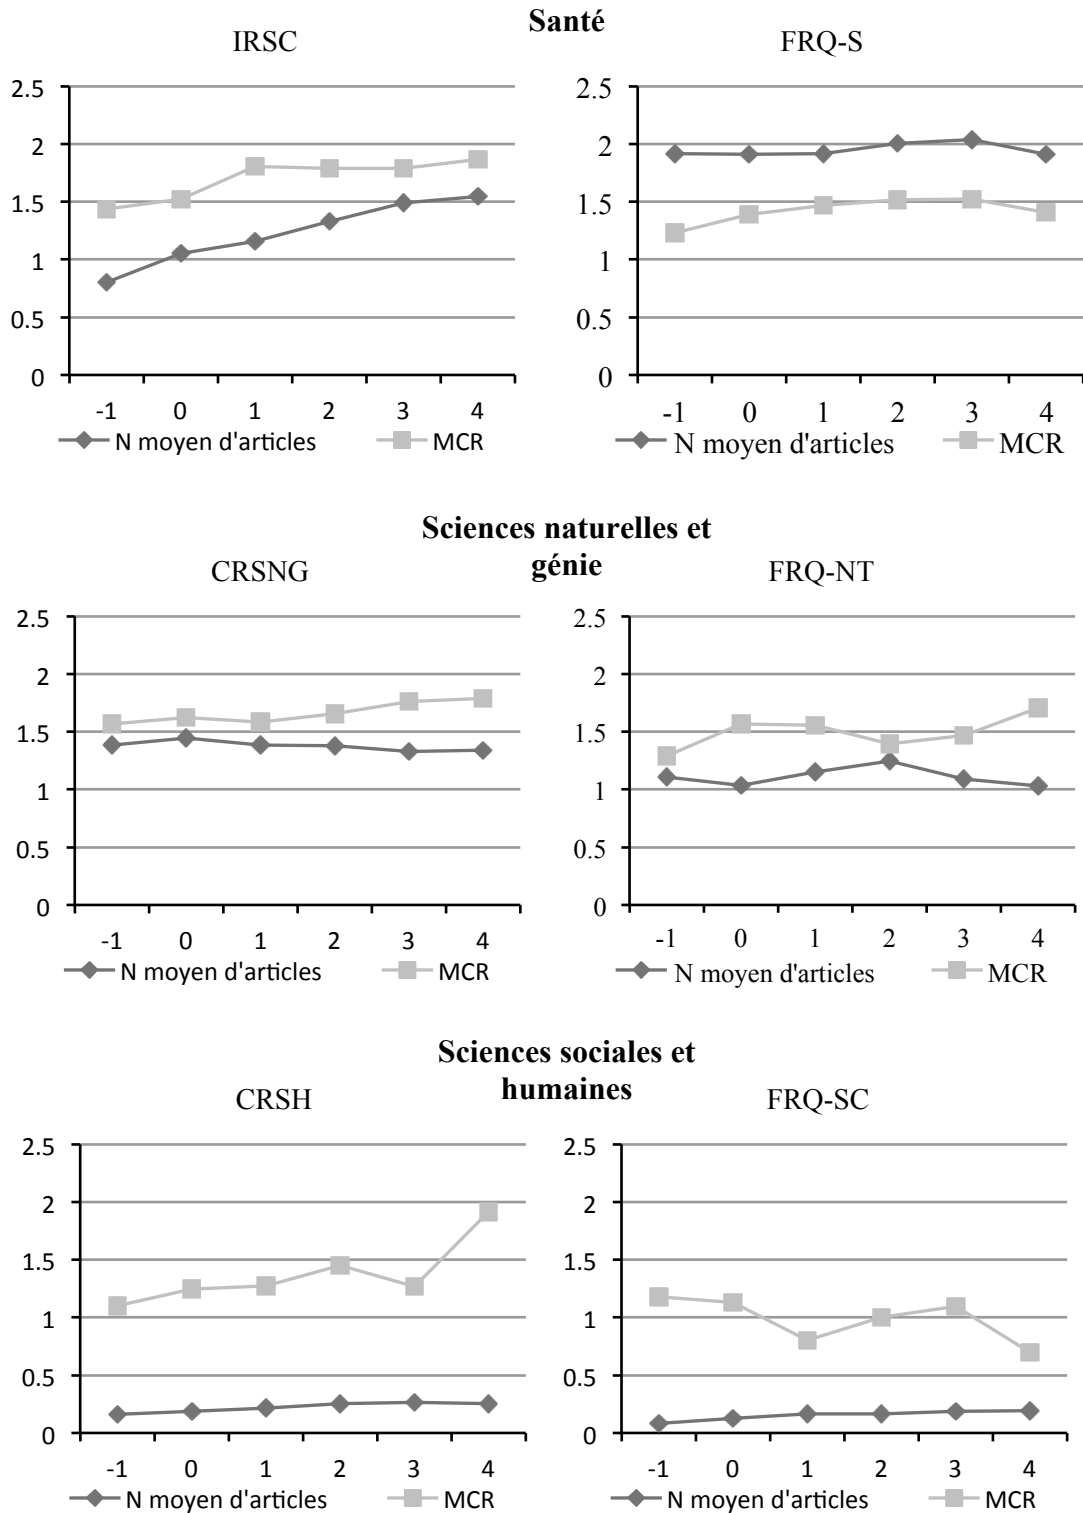 Santé
IRSC
FRQ-S
2.5
2
1.5
1
0.5
0
-1 0 1 2 3 4
N moyen d'articles MCR
2.5
2
1.5
1
0.5
0
-1 0 1 2 3 4
N moyen d'articles MCR
Sciences naturelles et
génie
CRSNG
FRQ-NT
2.5
2
1.5
1
0.5
0
-1 0 1 2 3 4
N moyen d'articles MCR
2.5
2
1.5
1
0.5
0
-1 0 1 2 3 4
N moyen d'articles MCR
Sciences sociales et
humaines
CRSH
FRQ-SC
2.5
2
1.5
1
0.5
0
-1 0 1 2 3 4
N moyen d'articles MCR
2.5
2
1.5
1
0.5
0
-1 0 1 2 3 4
N moyen d'articles MCR